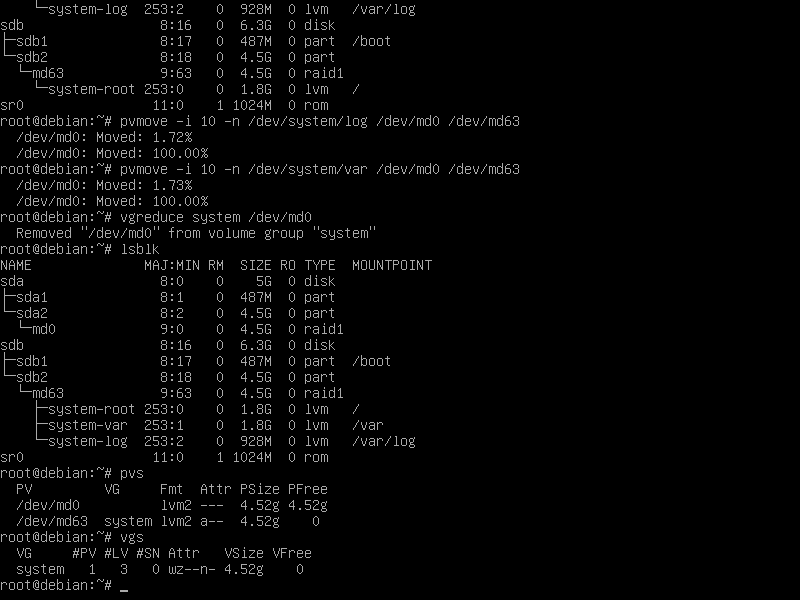 └─system-log  253:2    0   928M  0 lvm   /var/log
sdb                 8:16   0   6.3G  0 disk
├─sdb1              8:17   0   487M  0 part  /boot
└─sdb2              8:18   0   4.5G  0 part
  └─md63            9:63   0   4.5G  0 raid1
    └─system-root 253:0    0   1.8G  0 lvm   /
sr0                11:0    1  1024M  0 rom
root@debian:~# pvmove -i 10 -n /dev/system/log /dev/md0 /dev/md63
  /dev/md0: Moved: 1.72%
  /dev/md0: Moved: 100.00%
root@debian:~# pvmove -i 10 -n /dev/system/var /dev/md0 /dev/md63
  /dev/md0: Moved: 1.73%
  /dev/md0: Moved: 100.00%
root@debian:~# vgreduce system /dev/md0
  Removed "/dev/md0" from volume group "system"
root@debian:~# lsblk
NAME              MAJ:MIN RM   SIZE RO TYPE  MOUNTPOINT
sda                 8:0    0     5G  0 disk
├─sda1              8:1    0   487M  0 part
└─sda2              8:2    0   4.5G  0 part
  └─md0             9:0    0   4.5G  0 raid1
sdb                 8:16   0   6.3G  0 disk
├─sdb1              8:17   0   487M  0 part  /boot
└─sdb2              8:18   0   4.5G  0 part
  └─md63            9:63   0   4.5G  0 raid1
    ├─system-root 253:0    0   1.8G  0 lvm   /
    ├─system-var  253:1    0   1.8G  0 lvm   /var
    └─system-log  253:2    0   928M  0 lvm   /var/log
sr0                11:0    1  1024M  0 rom
root@debian:~# pvs
  PV         VG     Fmt  Attr PSize PFree
  /dev/md0          lvm2 ---  4.52g 4.52g
  /dev/md63  system lvm2 a--  4.52g    0
root@debian:~# vgs
  VG     #PV #LV #SN Attr   VSize VFree
  system   1   3   0 wz--n- 4.52g    0
root@debian:~# _